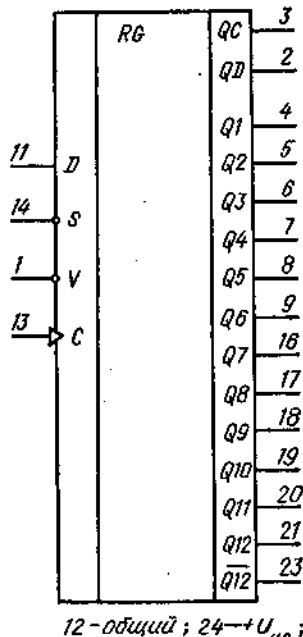 RG
QC 3
QD 2
Q1 4
11 D Q2 5
Q3 6
14 S Q4 7
1 V Q5 8
Q6 9
13 C Q7 16
Q8 17
Q9 18
Q10 19
Q11 20
Q12 21
Q12 23
12-общий; 24-+U